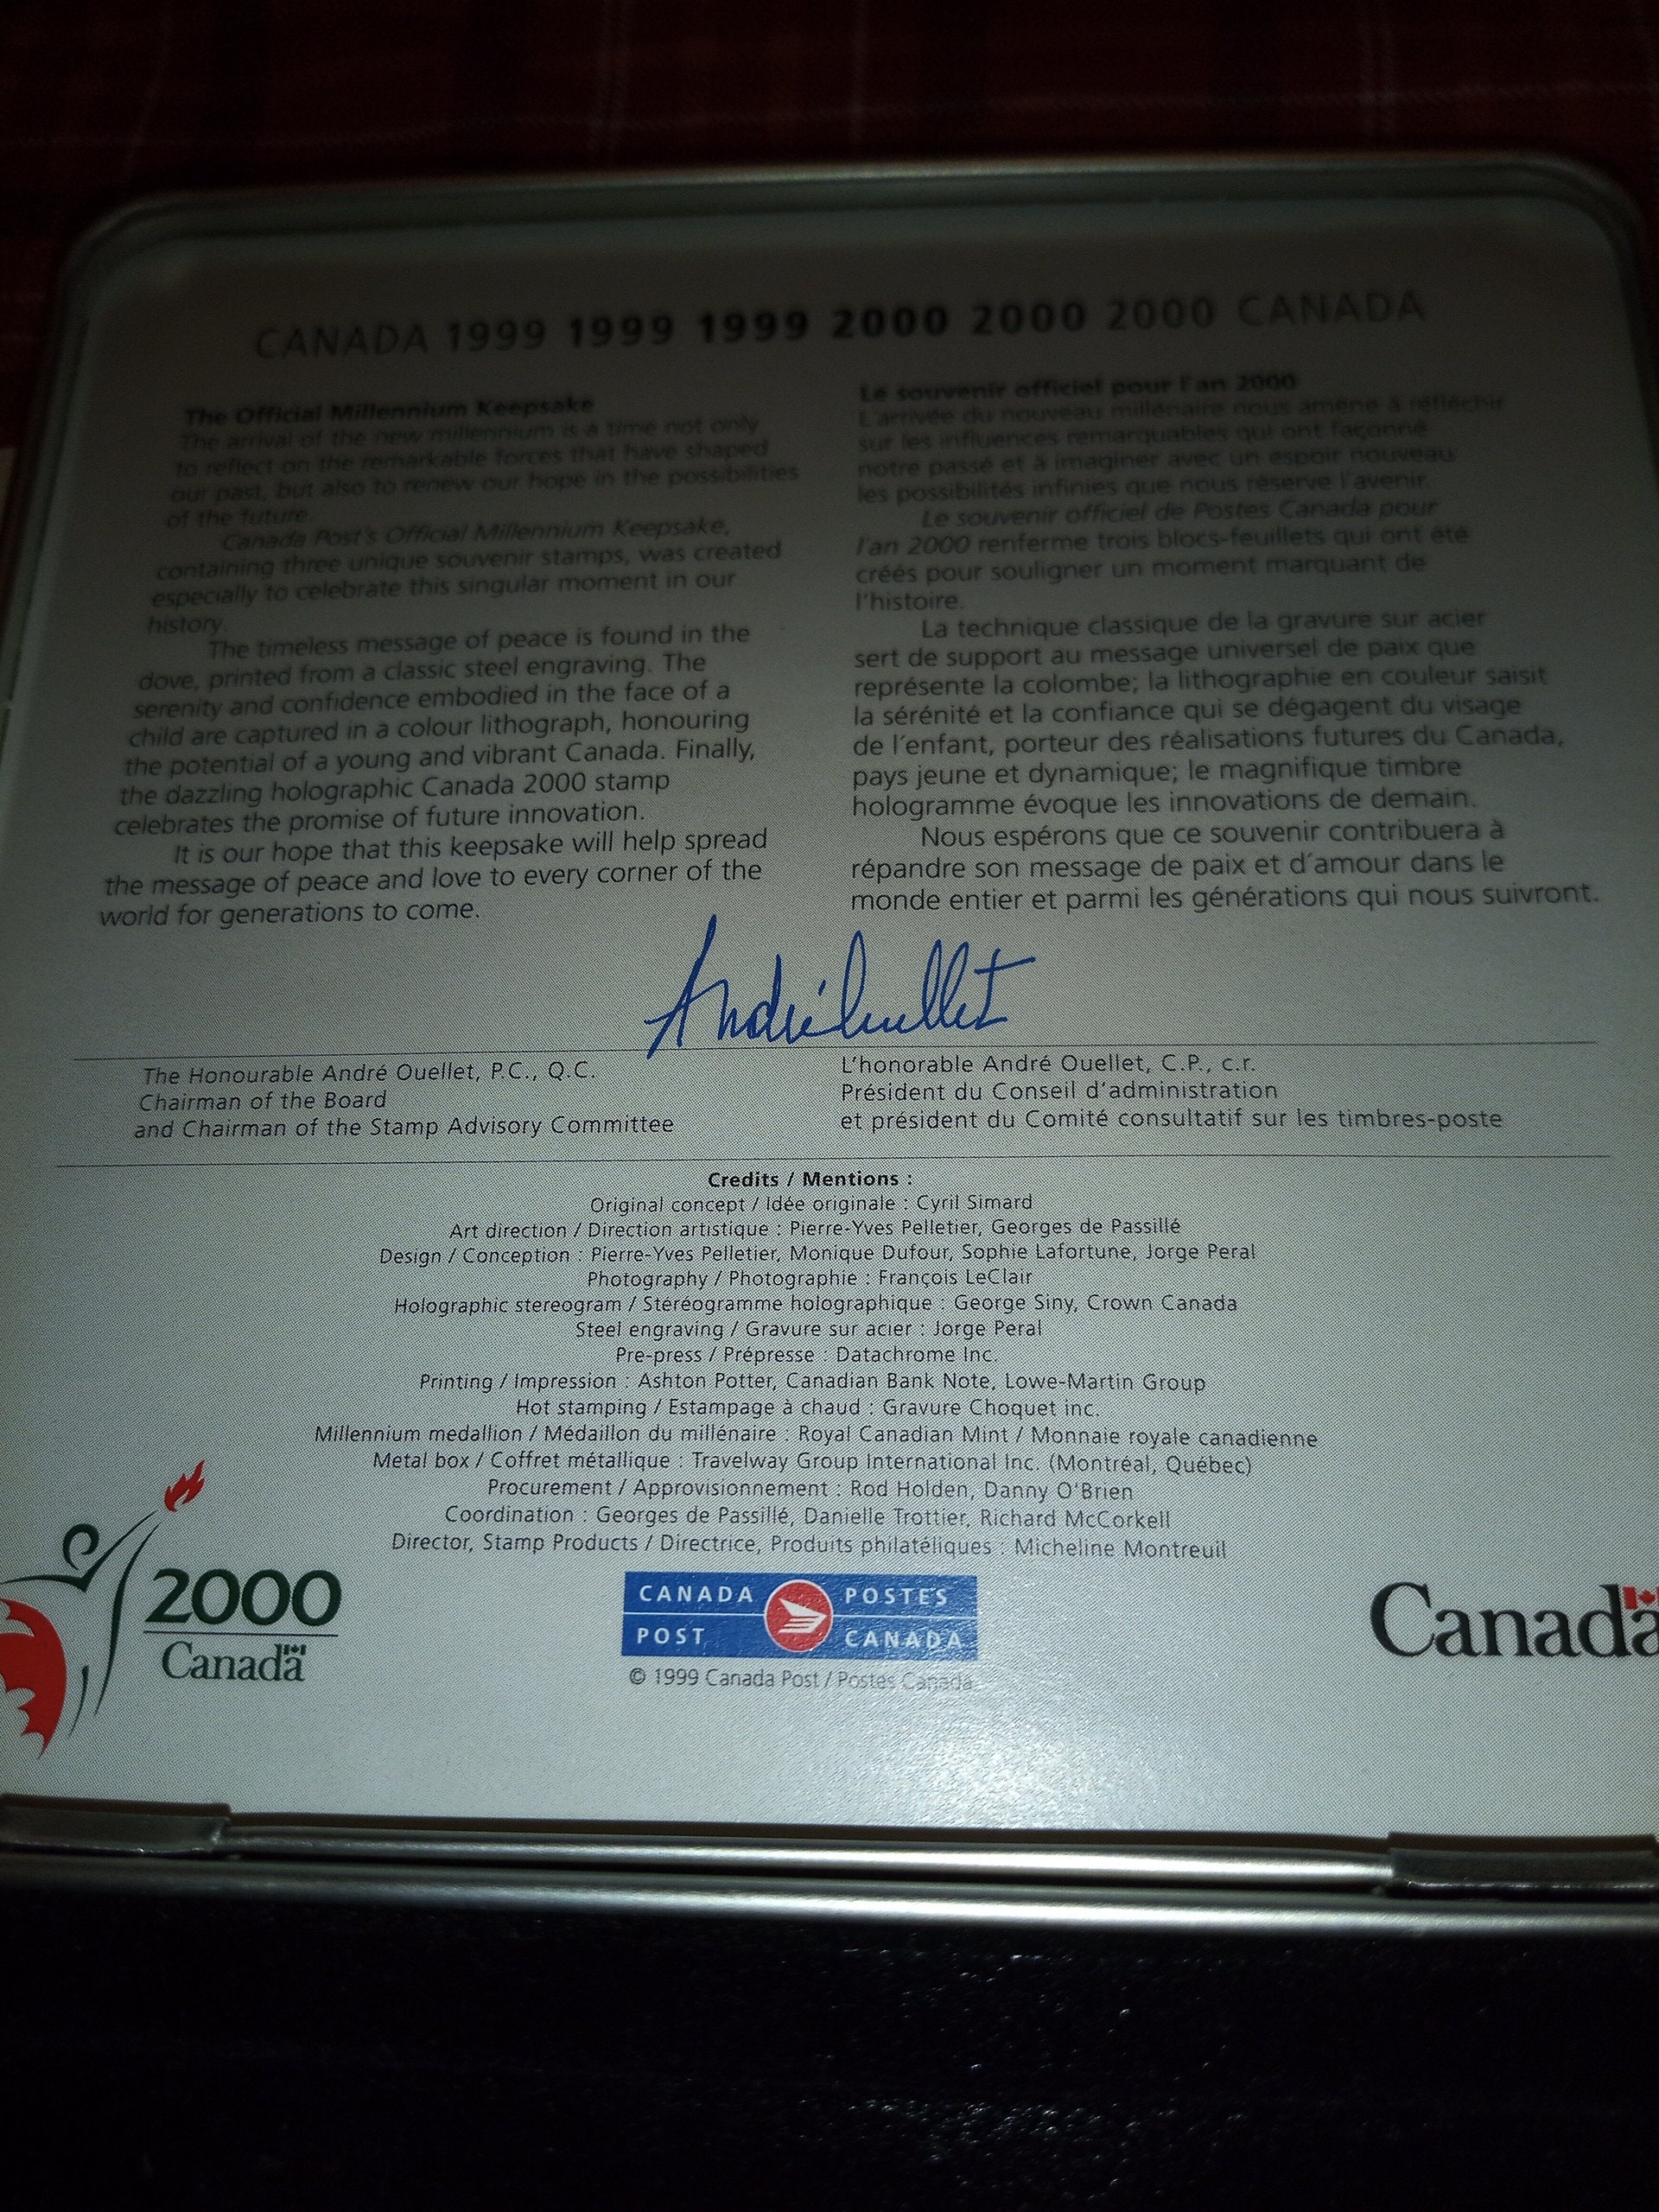 CANADA 1999 1999 1999 2000 2000 2000 CANADA
The Official Millennium Keepsake
The arrival of the new millennium is a time not only
to reflect on the remarkable forces that have shaped
our past, but also to renew our hope in the possibilities
of the future.
Canada Post's Official Millennium Keepsake,
containing three unique souvenir stamps, was created
especially to celebrate this singular moment in our
history.
The timeless message of peace is found in the
dove, printed from a classic steel engraving. The
serenity and confidence embodied in the face of a
child are captured in a colour lithograph, honouring
the potential of a young and vibrant Canada. Finally,
the dazzling holographic Canada 2000 stamp
celebrates the promise of future innovation.
It is our hope that this keepsake will help spread
the message of peace and love to every corner of the
world for generations to come.
Le souvenir officiel pour l'an 2000
L'arrivée du nouveau millénaire nous amène à réfléchir
sur les influences remarquables qui ont façonné
notre passé et à imaginer avec un espoir nouveau
les possibilités infinies que nous réserve l'avenir.
Le souvenir officiel de Postes Canada pour
l'an 2000 renferme trois blocs-feuillets qui ont été
créés pour souligner un moment marquant de
l'histoire.
La technique classique de la gravure sur acier
sert de support au message universel de paix que
représente la colombe; la lithographie en couleur saisit
la sérénité et la confiance qui se dégagent du visage
de l'enfant, porteur des réalisations futures du Canada,
pays jeune et dynamique; le magnifique timbre
hologramme évoque les innovations de demain.
Nous espérons que ce souvenir contribuera à
répandre son message de paix et d'amour dans le
monde entier et parmi les générations qui nous suivront.
André Ouellet
The Honourable André Ouellet, P.C., Q.C.
Chairman of the Board
and Chairman of the Stamp Advisory Committee
L'honorable André Ouellet, C.P., c.r.
Président du Conseil d'administration
et président du Comité consultatif sur les timbres-poste
Credits / Mentions :
Original concept / Idée originale : Cyril Simard
Art direction / Direction artistique : Pierre-Yves Pelletier, Georges de Passillé
Design / Conception : Pierre-Yves Pelletier, Monique Dufour, Sophie Lafortune, Jorge Peral
Photography / Photographie : François LeClair
Holographic stereogram / Stéréogramme holographique : George Siny, Crown Canada
Steel engraving / Gravure sur acier : Jorge Peral
Pre-press / Prépresse : Datachrome Inc.
Printing / Impression : Ashton Potter, Canadian Bank Note, Lowe-Martin Group
Hot stamping / Estampage à chaud : Gravure Choquet inc.
Millennium medallion / Médaillon du millénaire : Royal Canadian Mint / Monnaie royale canadienne
Metal box / Coffret métallique : Travelway Group International Inc. (Montréal, Québec)
Procurement / Approvisionnement : Rod Holden, Danny O'Brien
Coordination : Georges de Passillé, Danielle Trottier, Richard McCorkell
Director, Stamp Products / Directrice, Produits philatéliques : Micheline Montreuil
2000
Canada
CANADA POST
POSTES CANADA
© 1999 Canada Post / Postes Canada
Canada